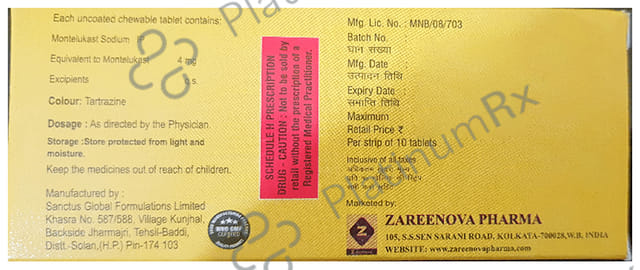 Each uncoated chewable tablet contains:
Montelukast Sodium IP
Equivalent to Montelukast 4 mg
Excipients q.s.
Colour: Tartrazine
Dosage : As directed by the Physician.
Storage :Store protected from light and
moisture.
Keep the medicines out of reach of children.
Manufactured by :
Sanctus Global Formulations Limited
Khasra No. 587/588, Village Kunjhal,
Backside Jharmajri, Tehsil-Baddi,
Distt.-Solan,(H.P.) Pin-174 103
WHO GMP
CERTIFIED
SCHEDULE H PRESCRIPTION
DRUG - CAUTION : Not to be sold by
retail without the prescription of a
Registered Medical Practitioner.
Mfg. Lic. No. : MNB/08/703
Batch No.
घान संख्या
Mfg. Date :
उत्पादन तिथि
Expiry Date
समाप्ति तिथि
Maximum
Retail Price ₹
Per strip of 10 tablets
Inclusive of all taxes
Marketed by:
Z
ZAREENOVA PHARMA
105, S.S.SEN SARANI ROAD, KOLKATA-700028,W.B. INDIA
WEBSITE: www.zareenovapharma.com
PlatinumRx